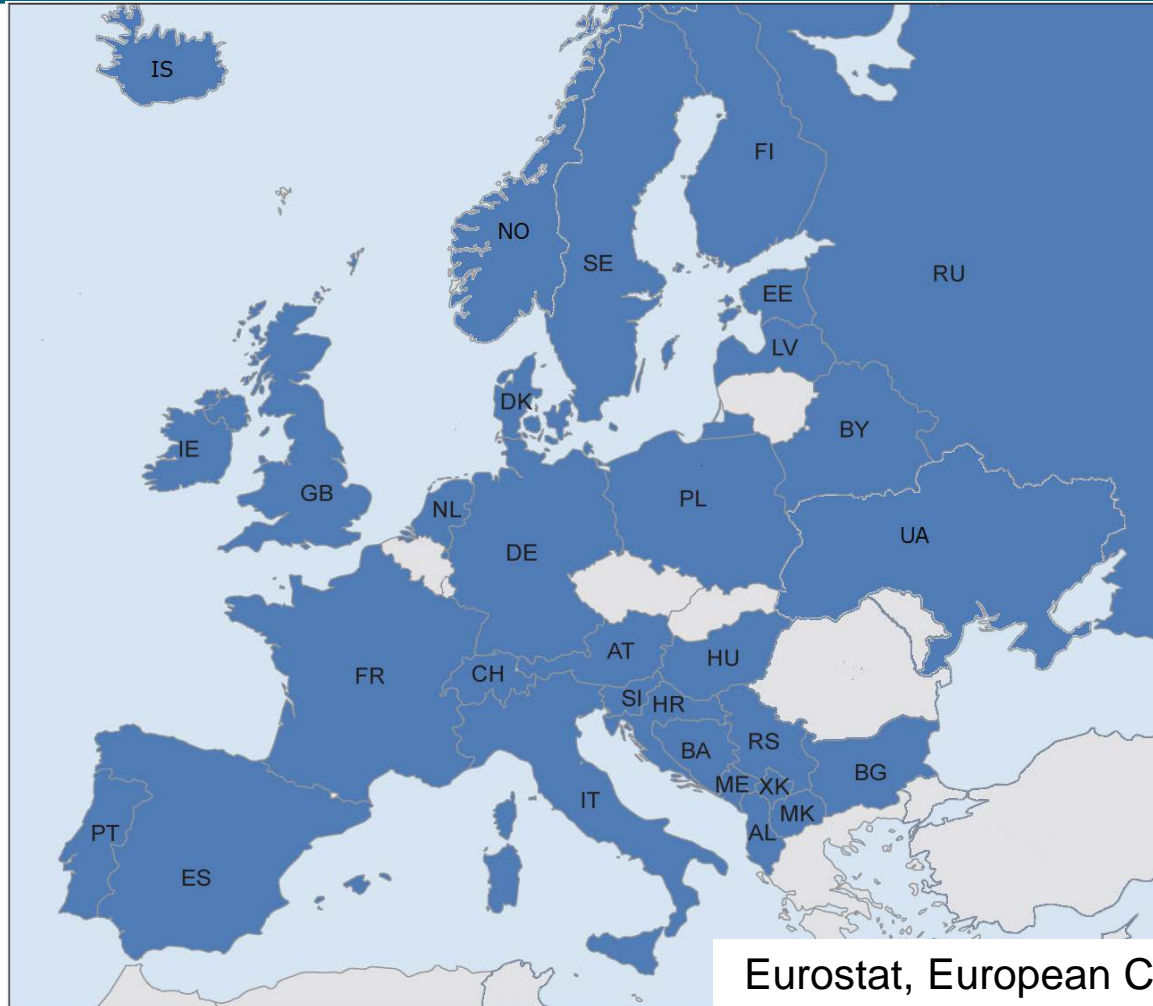 IS
FI
NO
SE
RU
EE
LV
DK
BY
IE
GB
NL
PL
DE
UA
AT
HU
FR
CH
SI
HR
BA
RS
BG
ME
XK
IT
MK
PT
AL
ES
Eurostat, European C